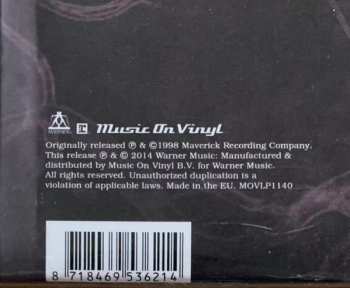 MAVERICK
Music On Vinyl
Originally released ℗ & ©1998 Maverick Recording Company.
This release ℗ & © 2014 Warner Music: Manufactured &
distributed by Music On Vinyl B.V. for Warner Music.
All rights reserved. Unauthorized duplication is a
violation of applicable laws. Made in the EU. MOVLP1140
8 718469 536214